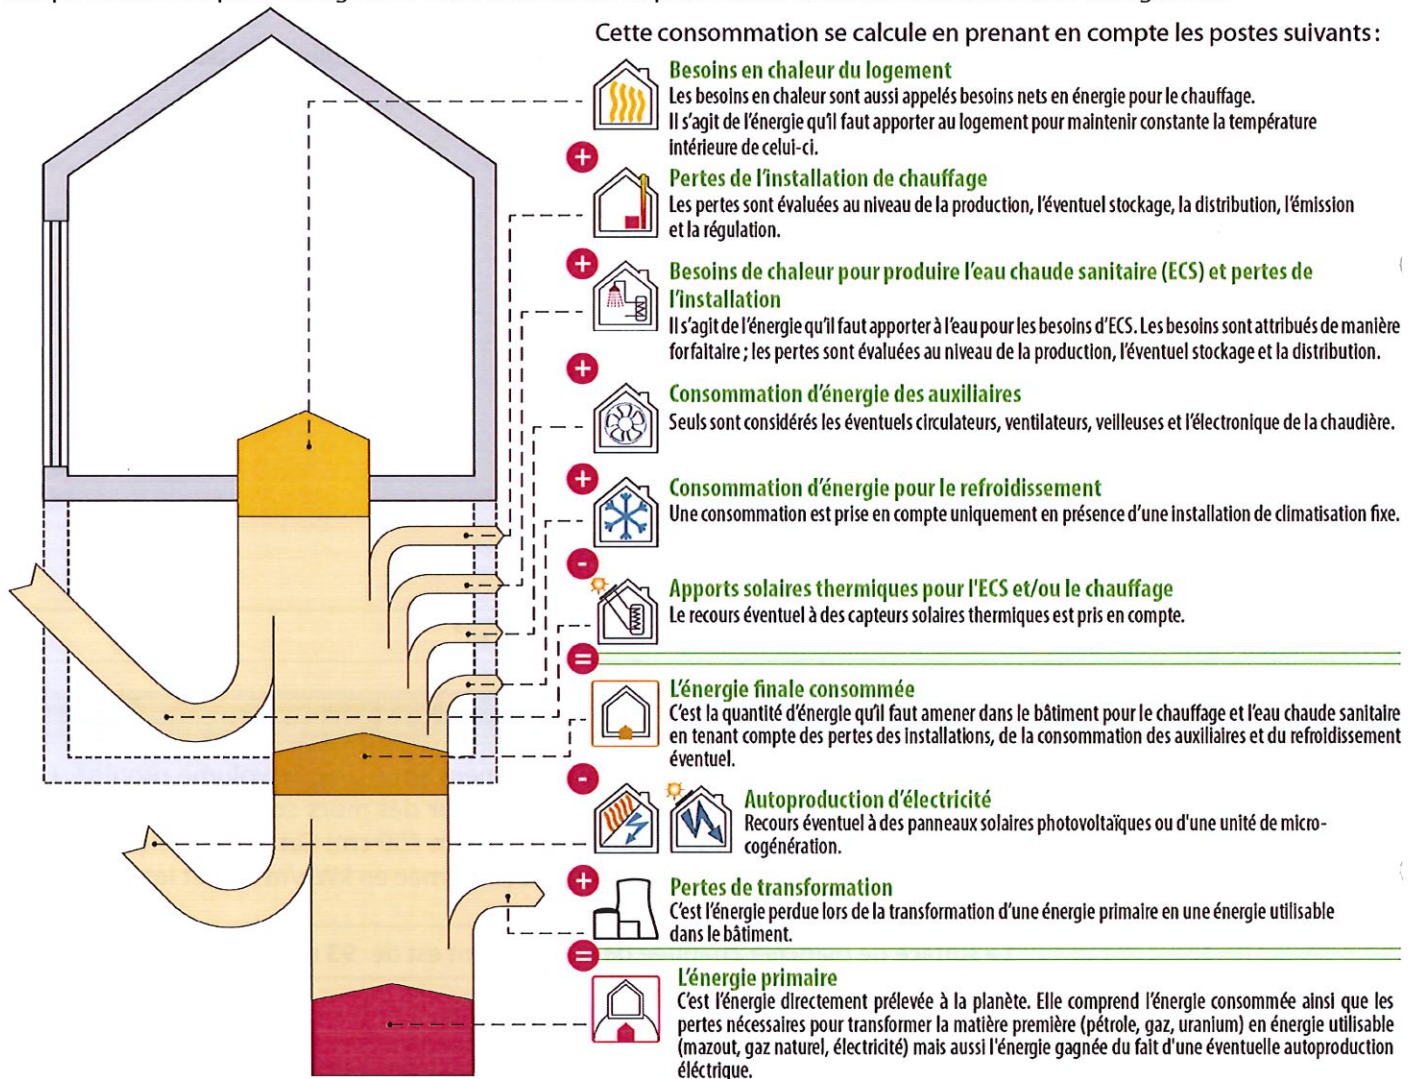 Cette consommation se calcule en prenant en compte les postes suivants :
Besoins en chaleur du logement
Les besoins en chaleur sont aussi appelés besoins nets en énergie pour le chauffage.
Il s'agit de l'énergie qu'il faut apporter au logement pour maintenir constante la température
intérieure de celui-ci.
+
Pertes de l'installation de chauffage
Les pertes sont évaluées au niveau de la production, l'éventuel stockage, la distribution, l'émission
et la régulation.
+
Besoins de chaleur pour produire l'eau chaude sanitaire (ECS) et pertes de
l'installation
Il s'agit de l'énergie qu'il faut apporter à l'eau pour les besoins d'ECS. Les besoins sont attribués de manière
forfaitaire ; les pertes sont évaluées au niveau de la production, l'éventuel stockage et la distribution.
+
Consommation d'énergie des auxiliaires
Seuls sont considérés les éventuels circulateurs, ventilateurs, veilleuses et l'électronique de la chaudière.
+
Consommation d'énergie pour le refroidissement
Une consommation est prise en compte uniquement en présence d'une installation de climatisation fixe.
-
Apports solaires thermiques pour l'ECS et/ou le chauffage
Le recours éventuel à des capteurs solaires thermiques est pris en compte.
=
L'énergie finale consommée
C'est la quantité d'énergie qu'il faut amener dans le bâtiment pour le chauffage et l'eau chaude sanitaire
en tenant compte des pertes des installations, de la consommation des auxiliaires et du refroidissement
éventuel.
-
Autoproduction d'électricité
Recours éventuel à des panneaux solaires photovoltaïques ou d'une unité de micro-
cogénération.
+
Pertes de transformation
C'est l'énergie perdue lors de la transformation d'une énergie primaire en une énergie utilisable
dans le bâtiment.
=
L'énergie primaire
C'est l'énergie directement prélevée à la planète. Elle comprend l'énergie consommée ainsi que les
pertes nécessaires pour transformer la matière première (pétrole, gaz, uranium) en énergie utilisable
(mazout, gaz naturel, électricité) mais aussi l'énergie gagnée du fait d'une éventuelle autoproduction
éléctrique.